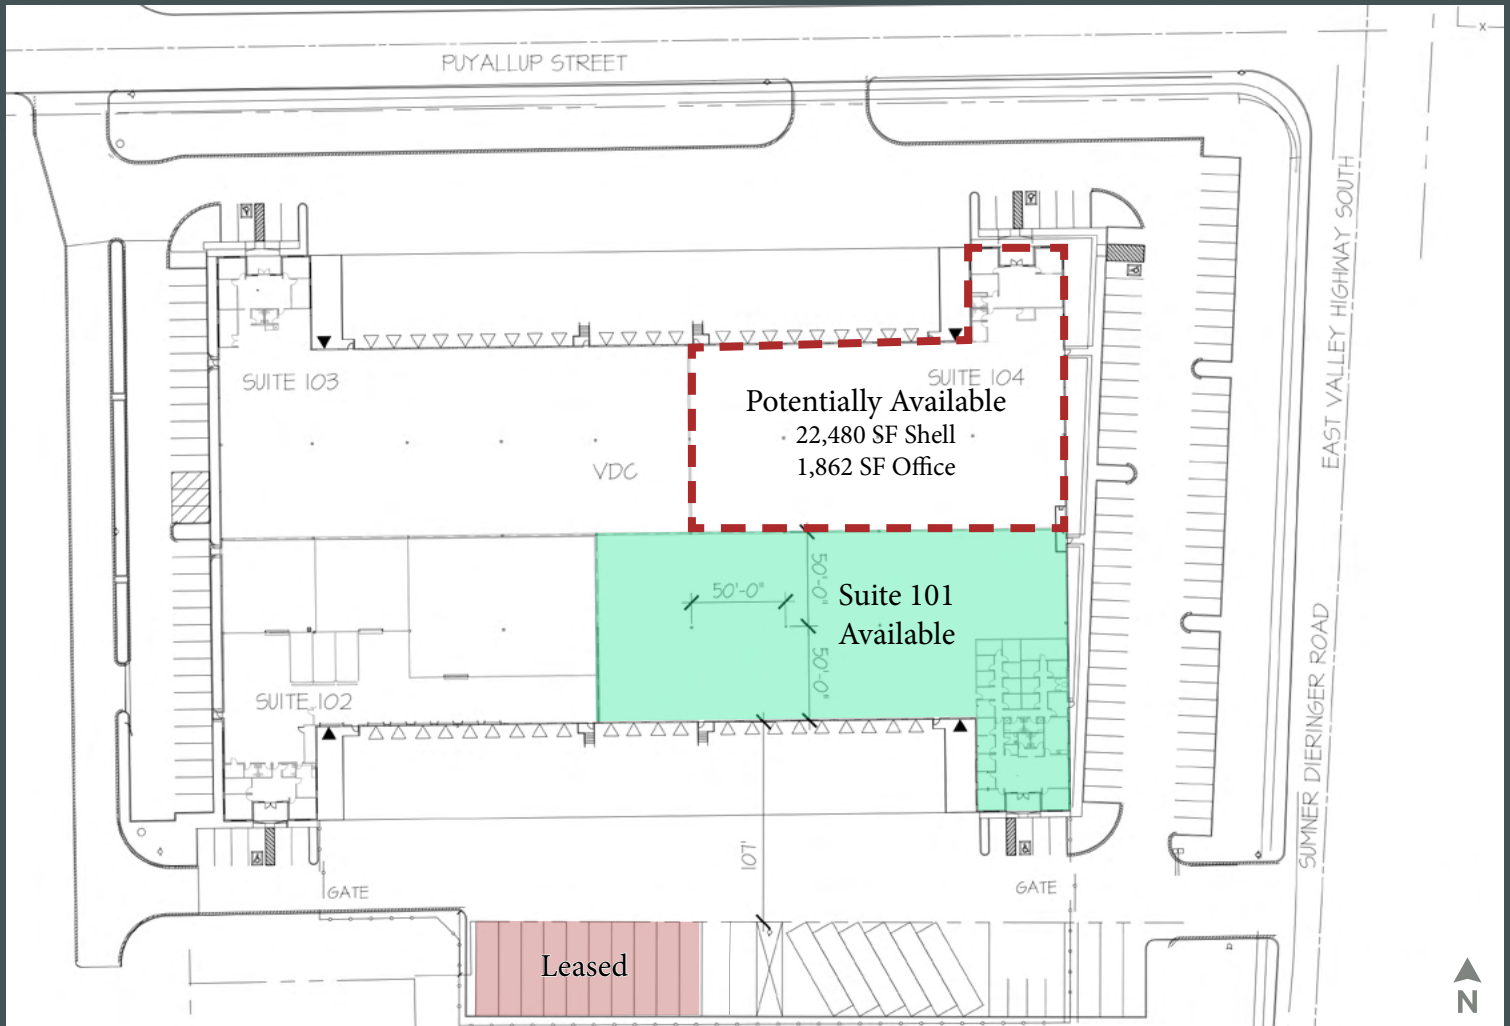 PUYALLUP STREET
X
EAST VALLEY HIGHWAY SOUTH
SUITE 103
SUITE 104
Potentially Available
22,480 SF Shell
1,862 SF Office
VDC
50'-0"
50'-0"
Suite 101
Available
50'-0"
SUITE 102
SUMNER DIERINGER ROAD
107'
GATE
GATE
Leased
N